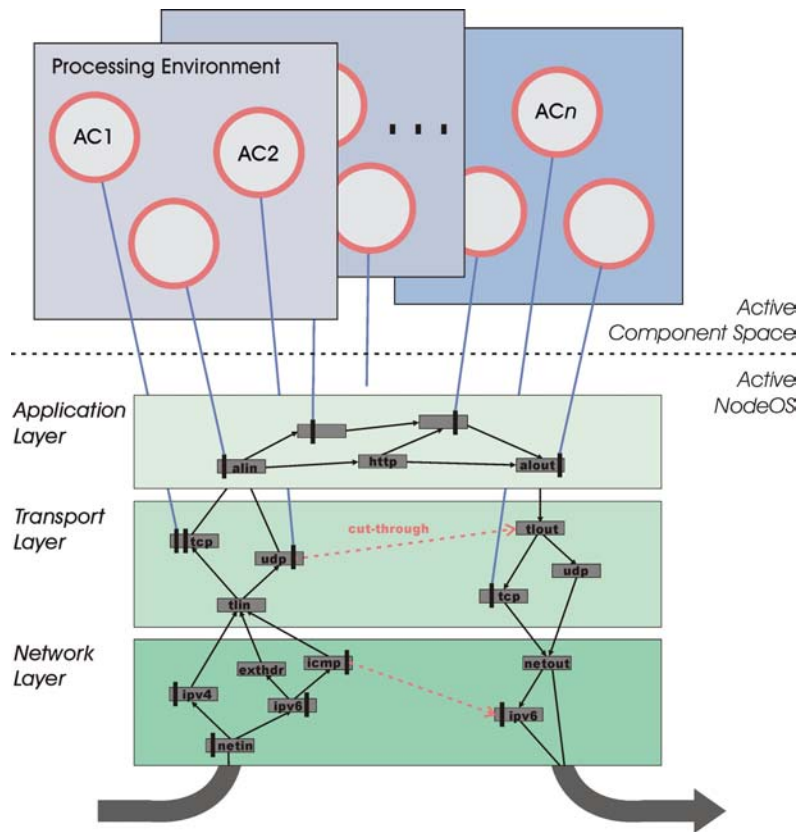 Processing Environment
AC1
AC2
. . .
ACn
Active
Component Space
Active
NodeOS
Application
Layer
alin
http
alout
Transport
Layer
tcp
udp
cut-through
tlout
udp
tcp
tlin
Network
Layer
exthdr
icmp
netout
ipv4
ipv6
ipv6
netin